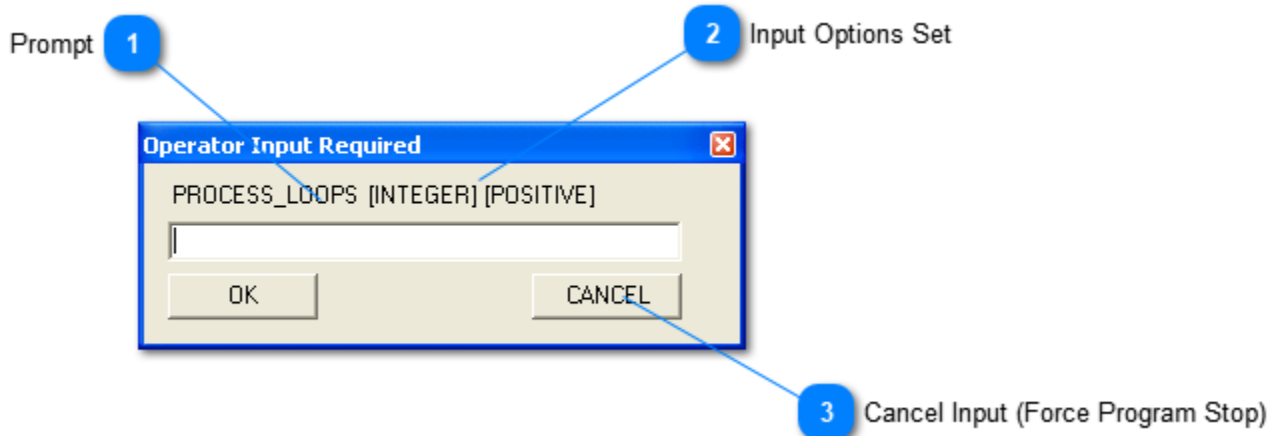 Prompt 1
2 Input Options Set
Operator Input Required
PROCESS_LOOPS [INTEGER] [POSITIVE]
OK CANCEL
3 Cancel Input (Force Program Stop)